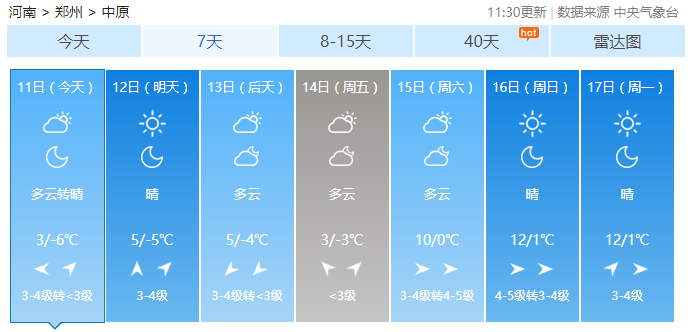 河南 > 郑州 > 中原
11:30更新 | 数据来源 中央气象台
今天 7天 8-15天 40天 hot 雷达图
11日（今天） 12日（明天） 13日（后天） 14日（周五） 15日（周六） 16日（周日） 17日（周一）
多云转晴 晴 多云 多云 多云 晴 晴
3/-6℃ 5/-5℃ 5/-4℃ 3/-3℃ 10/0℃ 12/1℃ 12/1℃
3-4级转<3级 3-4级 3-4级转<3级 <3级 3-4级转4-5级 4-5级转3-4级 3-4级